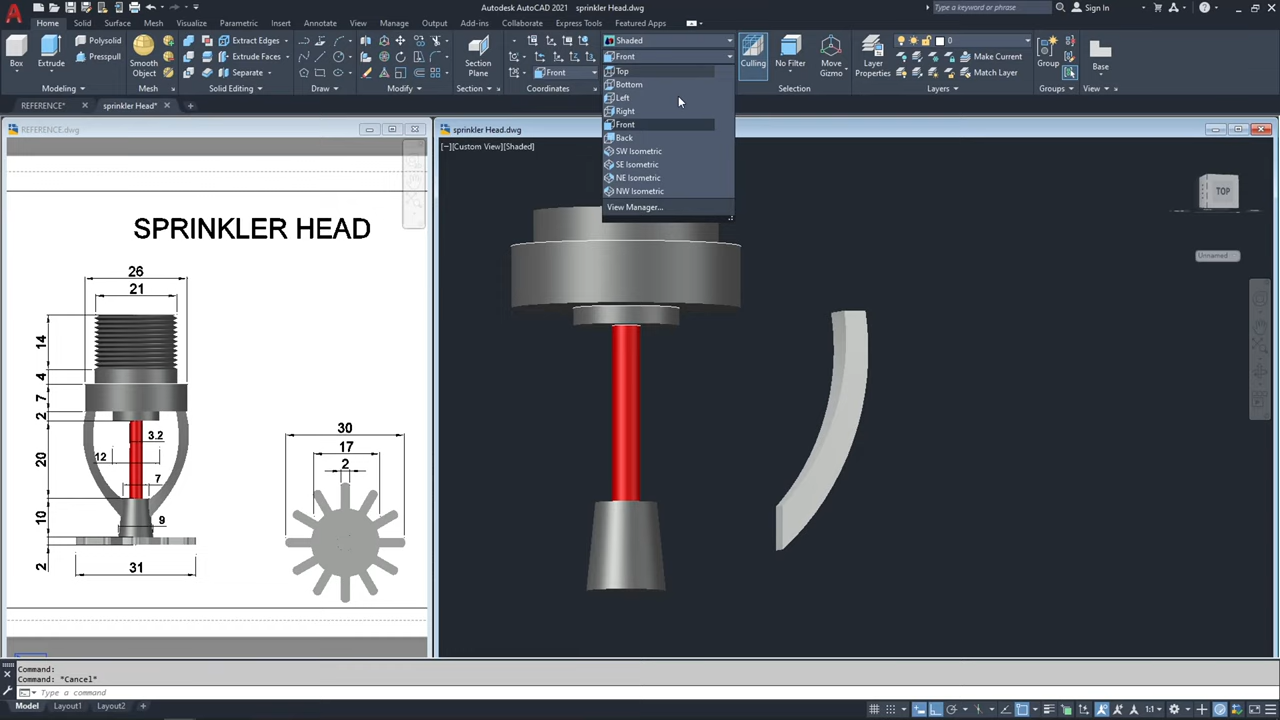 Autodesk AutoCAD 2021 sprinkler Head.dwg
Type a keyword or phrase
Sign In
Home Solid Surface Mesh Visualize Parametric Insert Annotate View Manage Output Add-ins Collaborate Express Tools Featured Apps
Box
Extrude
Polysolid
Presspull
Smooth
Object
Extract Edges
Extrude Faces
Separate
Section
Plane
Front
Shaded
Front
Culling
No Filter
Move
Gizmo
Layer
Properties
0
Make Current
Match Layer
Group
Base
Modeling
Mesh
Solid Editing
Draw
Modify
Section
Coordinates
Selection
Layers
Groups
View
Top
Bottom
Left
Right
Front
Back
SW Isometric
SE Isometric
NE Isometric
NW Isometric
View Manager...
REFERENCE*
sprinkler Head*
REFERENCE.dwg
sprinkler Head.dwg
[−][Custom View][Shaded]
TOP
Unnamed
SPRINKLER HEAD
26
21
14
4
7
2
20
10
2
3.2
12
7
9
31
30
17
2
Command:
Command: *Cancel*
Type a command
Model Layout1 Layout2
MODEL
1:1